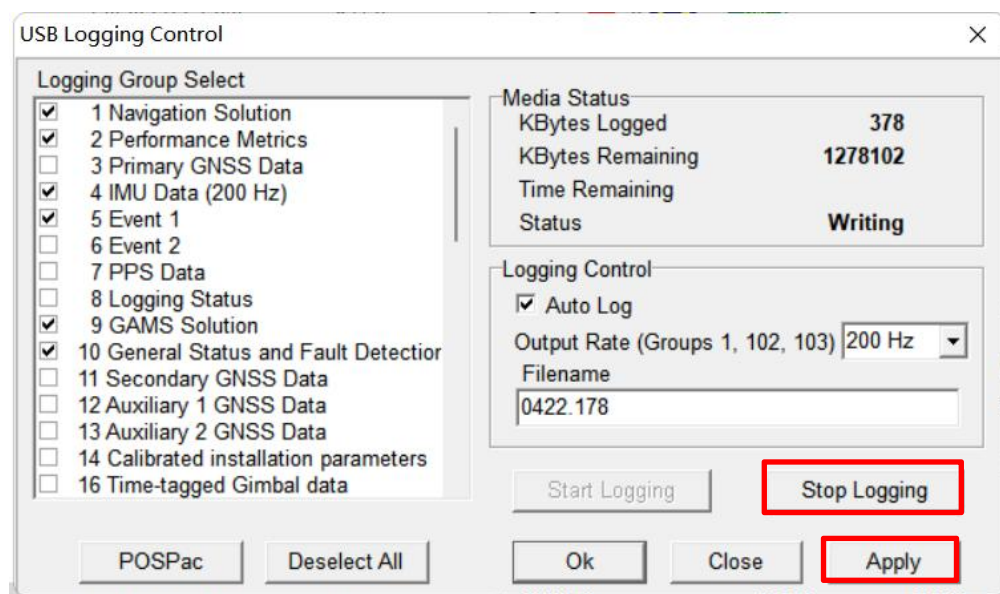 USB Logging Control
Logging Group Select
1 Navigation Solution
2 Performance Metrics
3 Primary GNSS Data
4 IMU Data (200 Hz)
5 Event 1
6 Event 2
7 PPS Data
8 Logging Status
9 GAMS Solution
10 General Status and Fault Detection
11 Secondary GNSS Data
12 Auxiliary 1 GNSS Data
13 Auxiliary 2 GNSS Data
14 Calibrated installation parameters
16 Time-tagged Gimbal data
POSPac Deselect All
Media Status
KBytes Logged 378
KBytes Remaining 1278102
Time Remaining
Status Writing
Logging Control
Auto Log
Output Rate (Groups 1, 102, 103) 200 Hz
Filename
0422.178
Start Logging Stop Logging
Ok Close Apply